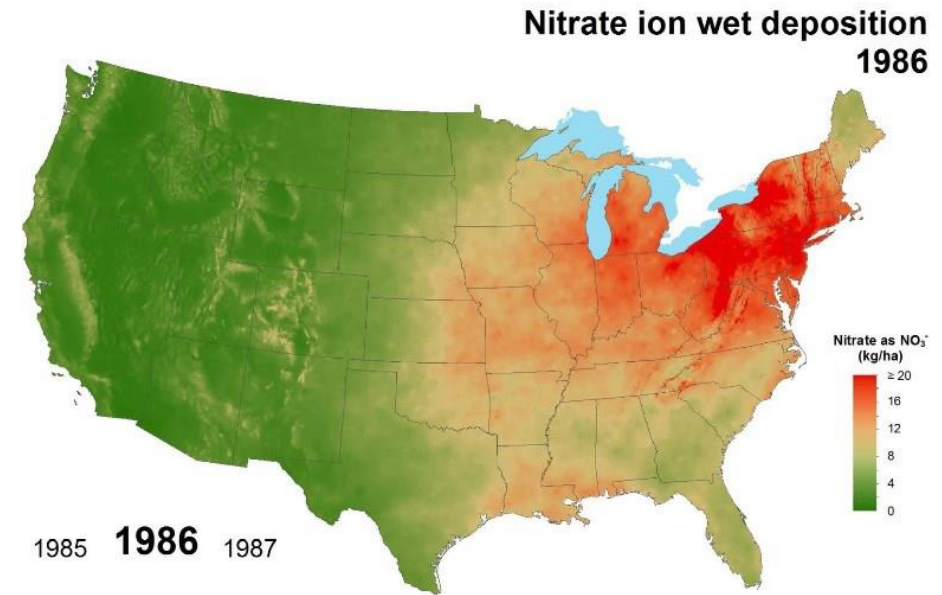 Nitrate ion wet deposition
1986
Nitrate as NO₃⁻
(kg/ha)
≥ 20
16
12
8
4
0
1985 1986 1987